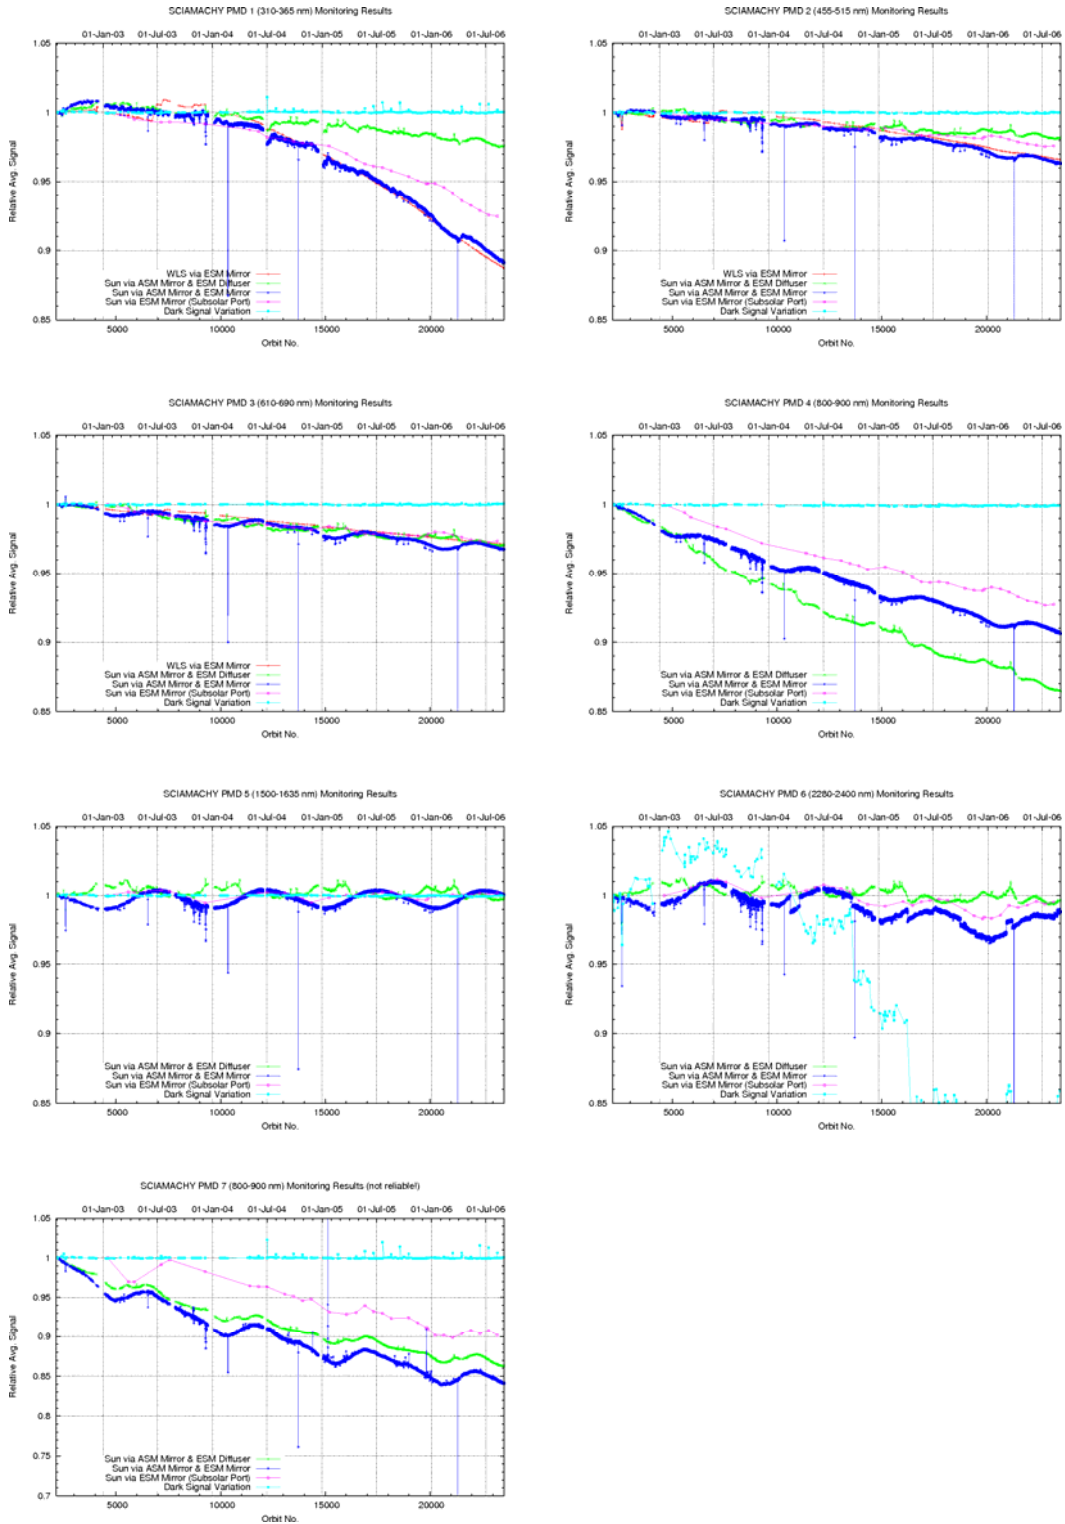 SCIAMACHY PMD 1 (310-365 nm) Monitoring Results
01-Jan-03 01-Jul-03 01-Jan-04 01-Jul-04 01-Jan-05 01-Jul-05 01-Jan-06 01-Jul-06
1.05
1
0.95
0.9
0.85
Relative Avg. Signal
WLS via ESM Mirror
Sun via ASM Mirror & ESM Diffuser
Sun via ASM Mirror & ESM Mirror
Sun via ESM Mirror (Subsolar Port)
Dark Signal Variation
5000 10000 15000 20000
Orbit No.
SCIAMACHY PMD 2 (455-515 nm) Monitoring Results
01-Jan-03 01-Jul-03 01-Jan-04 01-Jul-04 01-Jan-05 01-Jul-05 01-Jan-06 01-Jul-06
1.05
1
0.95
0.9
0.85
Relative Avg. Signal
WLS via ESM Mirror
Sun via ASM Mirror & ESM Diffuser
Sun via ASM Mirror & ESM Mirror
Sun via ESM Mirror (Subsolar Port)
Dark Signal Variation
5000 10000 15000 20000
Orbit No.
SCIAMACHY PMD 3 (610-690 nm) Monitoring Results
01-Jan-03 01-Jul-03 01-Jan-04 01-Jul-04 01-Jan-05 01-Jul-05 01-Jan-06 01-Jul-06
1.05
1
0.95
0.9
0.85
Relative Avg. Signal
WLS via ESM Mirror
Sun via ASM Mirror & ESM Diffuser
Sun via ASM Mirror & ESM Mirror
Sun via ESM Mirror (Subsolar Port)
Dark Signal Variation
5000 10000 15000 20000
Orbit No.
SCIAMACHY PMD 4 (800-900 nm) Monitoring Results
01-Jan-03 01-Jul-03 01-Jan-04 01-Jul-04 01-Jan-05 01-Jul-05 01-Jan-06 01-Jul-06
1.05
1
0.95
0.9
0.85
Relative Avg. Signal
Sun via ASM Mirror & ESM Diffuser
Sun via ASM Mirror & ESM Mirror
Sun via ESM Mirror (Subsolar Port)
Dark Signal Variation
5000 10000 15000 20000
Orbit No.
SCIAMACHY PMD 5 (1500-1635 nm) Monitoring Results
01-Jan-03 01-Jul-03 01-Jan-04 01-Jul-04 01-Jan-05 01-Jul-05 01-Jan-06 01-Jul-06
1.05
1
0.95
0.9
0.85
Relative Avg. Signal
Sun via ASM Mirror & ESM Diffuser
Sun via ASM Mirror & ESM Mirror
Sun via ESM Mirror (Subsolar Port)
Dark Signal Variation
5000 10000 15000 20000
Orbit No.
SCIAMACHY PMD 6 (2280-2400 nm) Monitoring Results
01-Jan-03 01-Jul-03 01-Jan-04 01-Jul-04 01-Jan-05 01-Jul-05 01-Jan-06 01-Jul-06
1.05
1
0.95
0.9
0.85
Relative Avg. Signal
Sun via ASM Mirror & ESM Diffuser
Sun via ASM Mirror & ESM Mirror
Sun via ESM Mirror (Subsolar Port)
Dark Signal Variation
5000 10000 15000 20000
Orbit No.
SCIAMACHY PMD 7 (800-900 nm) Monitoring Results (not reliable!)
01-Jan-03 01-Jul-03 01-Jan-04 01-Jul-04 01-Jan-05 01-Jul-05 01-Jan-06 01-Jul-06
1.05
1
0.95
0.9
0.85
0.8
0.75
0.7
Relative Avg. Signal
Sun via ASM Mirror & ESM Diffuser
Sun via ASM Mirror & ESM Mirror
Sun via ESM Mirror (Subsolar Port)
Dark Signal Variation
5000 10000 15000 20000
Orbit No.